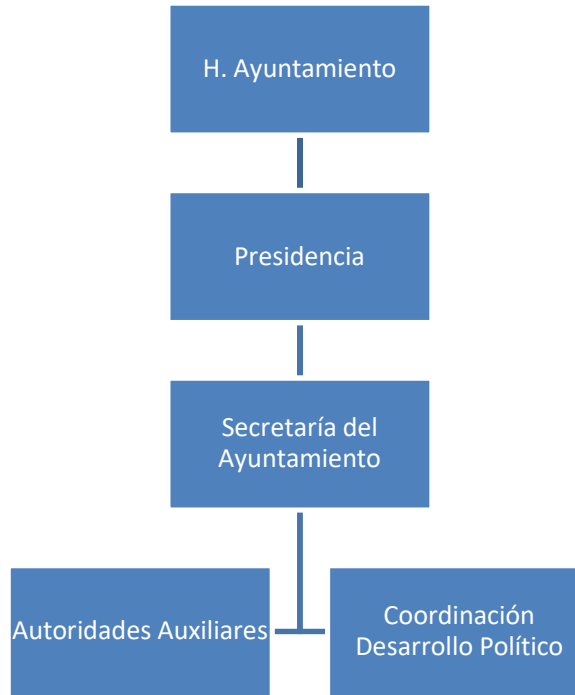 H. Ayuntamiento
Presidencia
Secretaría del
Ayuntamiento
Autoridades Auxiliares
Coordinación
Desarrollo Político